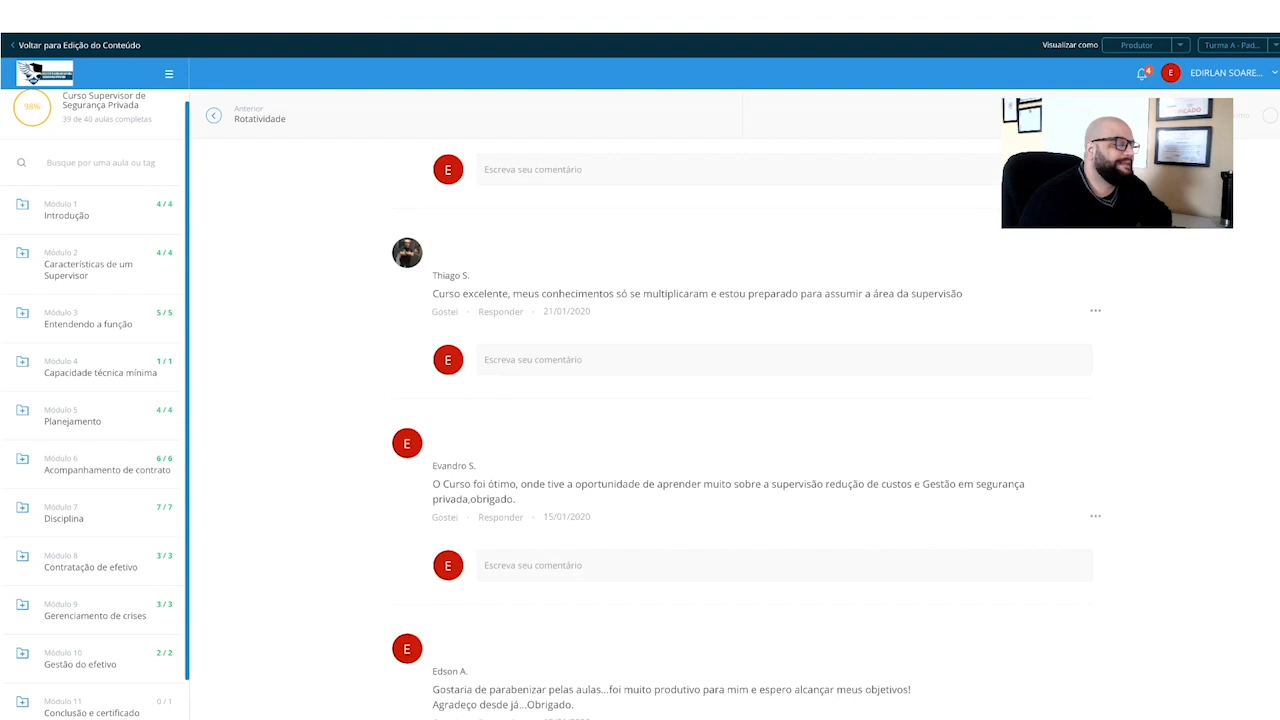 Voltar para Edição do Conteúdo
Visualizar como
Produtor
Turma A - Pad...
4
E
EDIRLAN SOARE...
98%
Curso Supervisor de
Segurança Privada
39 de 40 aulas completas
Anterior
Rotatividade
Busque por uma aula ou tag
Módulo 1
4 / 4
Introdução
Módulo 2
4 / 4
Características de um
Supervisor
Módulo 3
5 / 5
Entendendo a função
Módulo 4
1 / 1
Capacidade técnica mínima
Módulo 5
4 / 4
Planejamento
Módulo 6
6 / 6
Acompanhamento de contrato
Módulo 7
7 / 7
Disciplina
Módulo 8
3 / 3
Contratação de efetivo
Módulo 9
3 / 3
Gerenciamento de crises
Módulo 10
2 / 2
Gestão do efetivo
Módulo 11
0 / 1
Conclusão e certificado
E
Escreva seu comentário
Thiago S.
Curso excelente, meus conhecimentos só se multiplicaram e estou preparado para assumir a área da supervisão
Gostei · Responder · 21/01/2020
E
Escreva seu comentário
E
Evandro S.
O Curso foi ótimo, onde tive a oportunidade de aprender muito sobre a supervisão redução de custos e Gestão em segurança
privada,obrigado.
Gostei · Responder · 15/01/2020
E
Escreva seu comentário
E
Edson A.
Gostaria de parabenizar pelas aulas...foi muito produtivo para mim e espero alcançar meus objetivos!
Agradeço desde já...Obrigado.